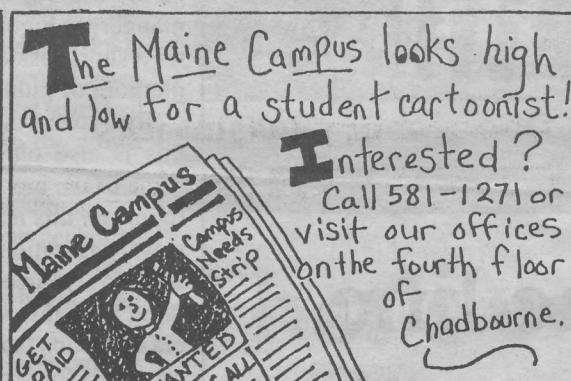 The Maine Campus looks high
and low for a student cartoonist!
Interested?
Call 581-1271 or
visit our offices
on the fourth floor
of
Chadbourne.
Maine Campus
Campus
Needs
Strip
GET
PAID
WANTED
CALL